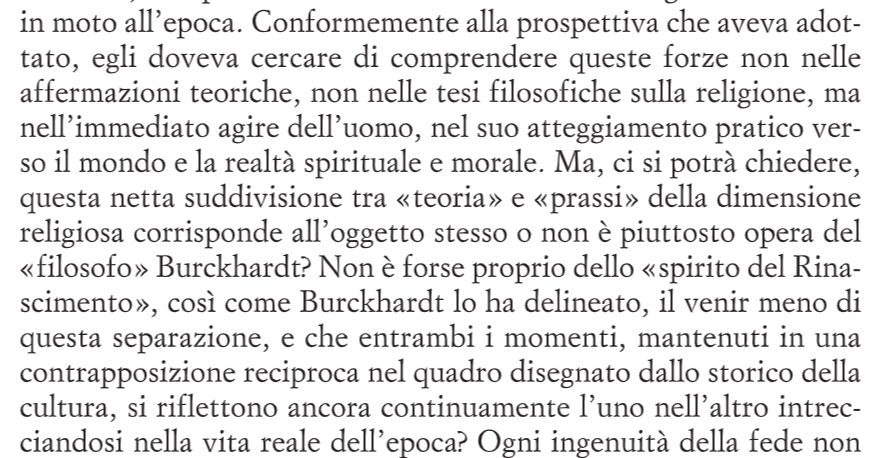 in moto all’epoca. Conformemente alla prospettiva che aveva adot-
tato, egli doveva cercare di comprendere queste forze non nelle
affermazioni teoriche, non nelle tesi filosofiche sulla religione, ma
nell’immediato agire dell’uomo, nel suo atteggiamento pratico ver-
so il mondo e la realtà spirituale e morale. Ma, ci si potrà chiedere,
questa netta suddivisione tra «teoria» e «prassi» della dimensione
religiosa corrisponde all’oggetto stesso o non è piuttosto opera del
«filosofo» Burckhardt? Non è forse proprio dello «spirito del Rina-
scimento», così come Burckhardt lo ha delineato, il venir meno di
questa separazione, e che entrambi i momenti, mantenuti in una
contrapposizione reciproca nel quadro disegnato dallo storico della
cultura, si riflettono ancora continuamente l’uno nell’altro intrec-
ciandosi nella vita reale dell’epoca? Ogni ingenuità della fede non